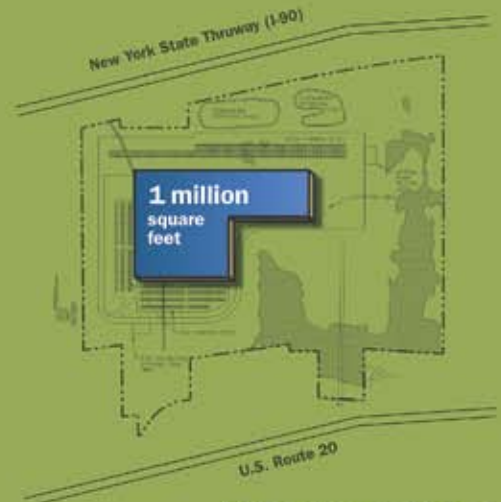 New York State Thruway (I-90)
1 million
square
feet
U.S. Route 20